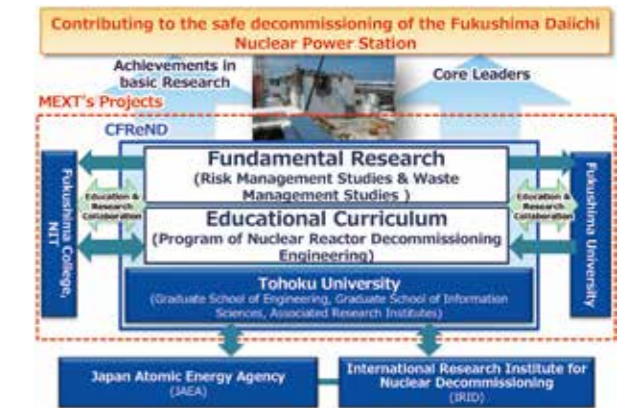 Contributing to the safe decommissioning of the Fukushima Daiichi
Nuclear Power Station
Achievements in
basic Research
Core Leaders
MEXT's Projects
CFReND
Fukushima College,
NIT
Education &
Research
Collaboration
Fundamental Research
(Risk Management Studies & Waste
Management Studies )
Educational Curriculum
(Program of Nuclear Reactor Decommissioning
Engineering)
Tohoku University
(Graduate School of Engineering, Graduate School of Information
Sciences, Associated Research Institutes)
Education &
Research
Collaboration
Fukushima University
Japan Atomic Energy Agency
(JAEA)
International Research Institute for
Nuclear Decommissioning
(IRID)